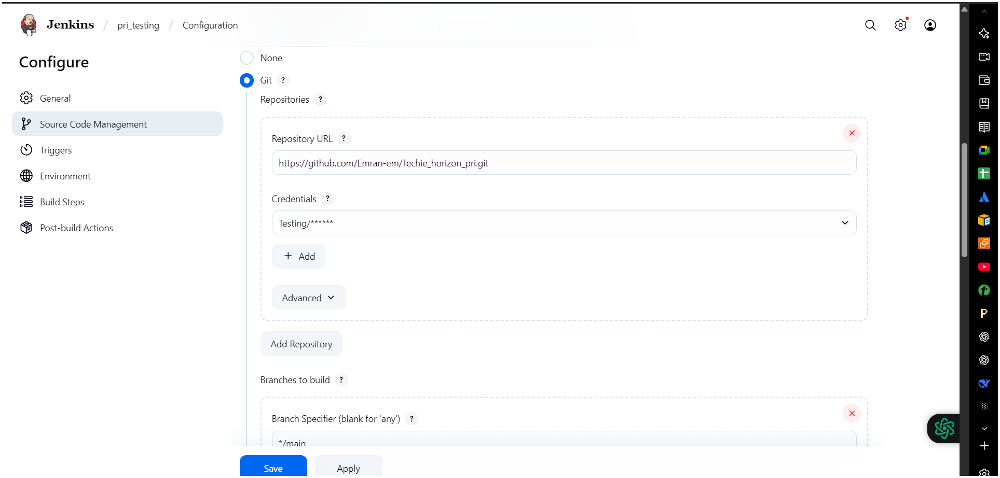 Jenkins / pri_testing / Configuration
Configure
General
Source Code Management
Triggers
Environment
Build Steps
Post-build Actions
None
Git ?
Repositories ?
Repository URL ?
https://github.com/Emran-em/Techie_horizon_pri.git
Credentials ?
Testing/******
+ Add
Advanced
Add Repository
Branches to build ?
Branch Specifier (blank for 'any') ?
*/main
Save
Apply
P